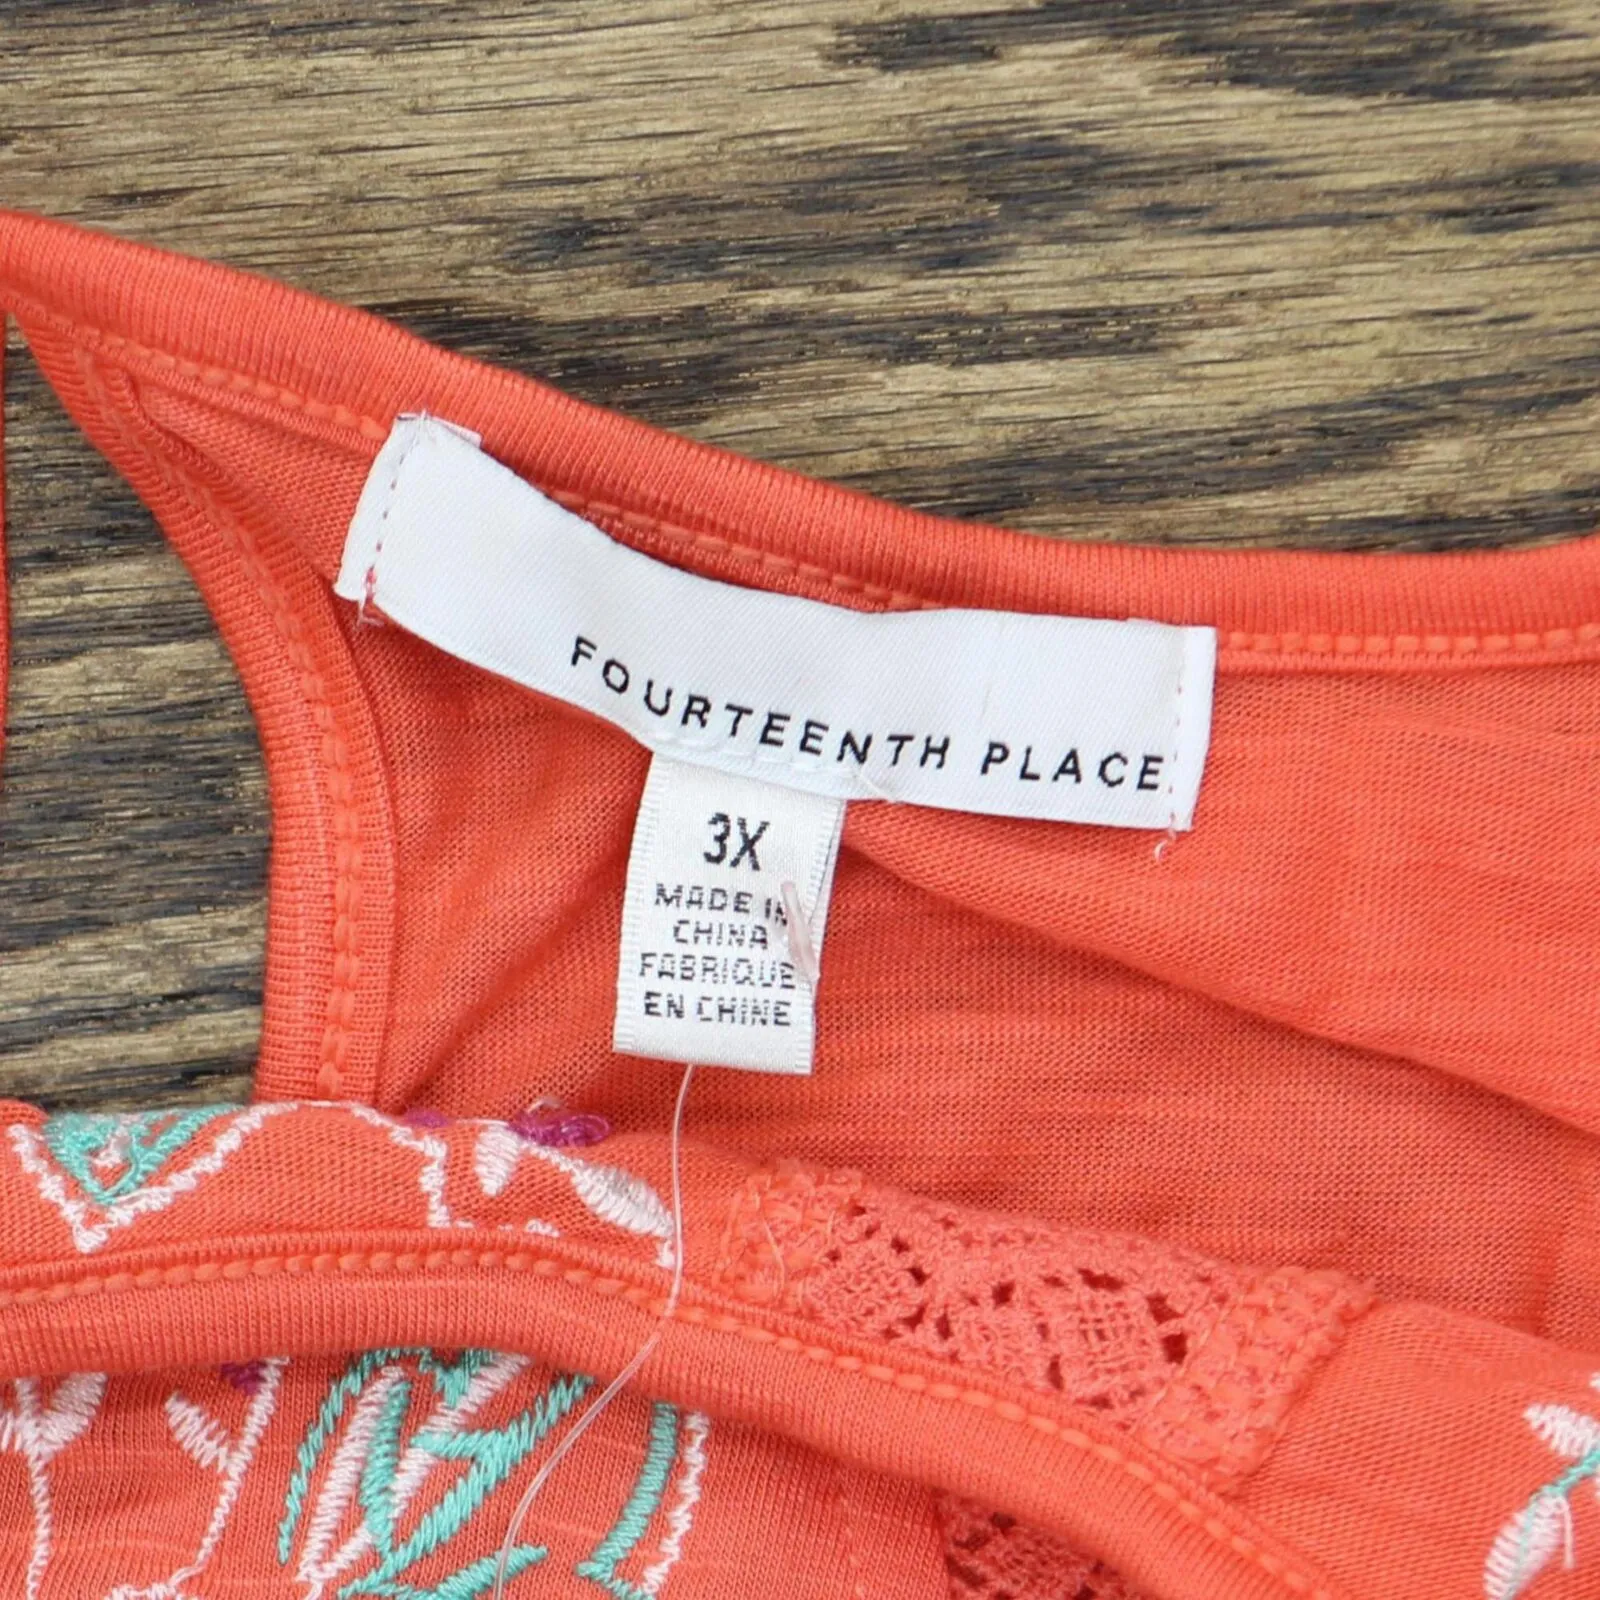 FOURTEENTH PLACE
3X
MADE IN
CHINA
FABRIQUE
EN CHINE